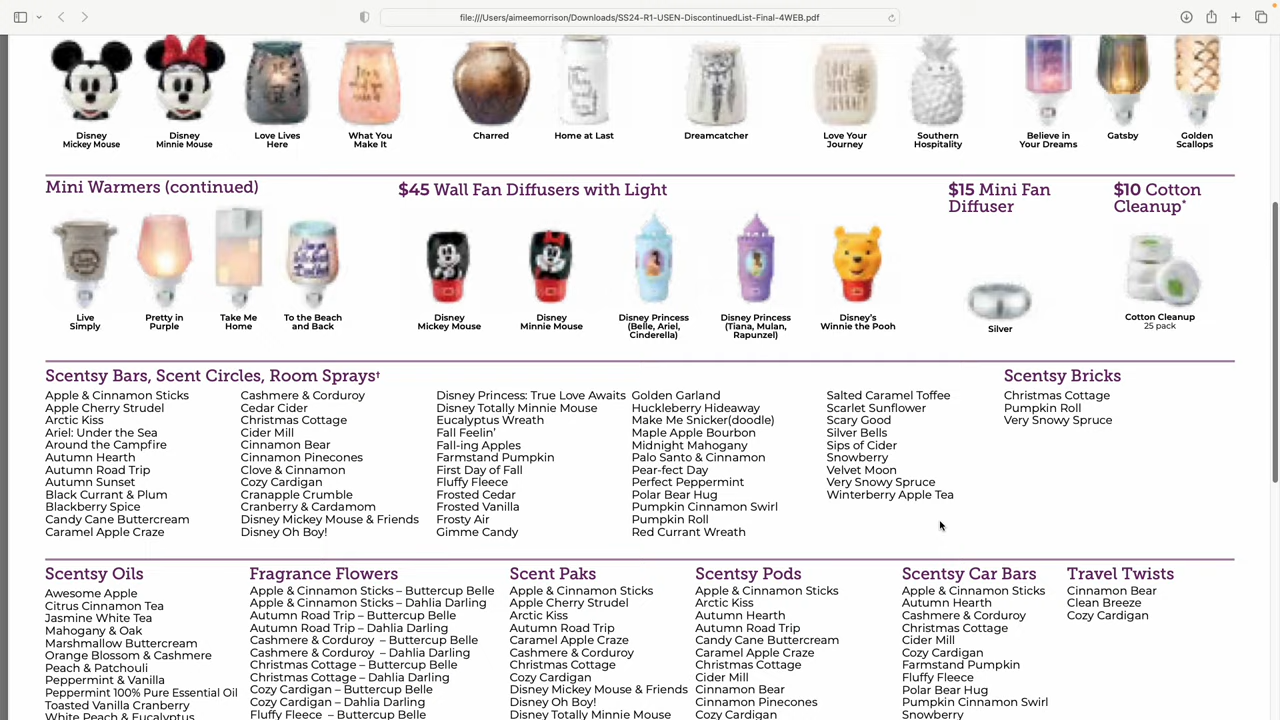 file:///Users/aimeemorrison/Downloads/SS24-R1-USEN-DiscontinuedList-Final-4WEB.pdf
Disney
Mickey Mouse
Disney
Minnie Mouse
Love Lives
Here
What You
Make It
Charred
Home at Last
Dreamcatcher
Love Your
Journey
Southern
Hospitality
Believe in
Your Dreams
Gatsby
Golden
Scallops
Mini Warmers (continued)
Live
Simply
Pretty in
Purple
Take Me
Home
To the Beach
and Back
$45 Wall Fan Diffusers with Light
Disney
Mickey Mouse
Disney
Minnie Mouse
Disney Princess
(Belle, Ariel,
Cinderella)
Disney Princess
(Tiana, Mulan,
Rapunzel)
Disney's
Winnie the Pooh
$15 Mini Fan
Diffuser
Silver
$10 Cotton
Cleanup*
Cotton Cleanup
25 pack
Scentsy Bars, Scent Circles, Room Sprays†
Apple & Cinnamon Sticks
Apple Cherry Strudel
Arctic Kiss
Ariel: Under the Sea
Around the Campfire
Autumn Hearth
Autumn Road Trip
Autumn Sunset
Black Currant & Plum
Blackberry Spice
Candy Cane Buttercream
Caramel Apple Craze
Cashmere & Corduroy
Cedar Cider
Christmas Cottage
Cider Mill
Cinnamon Bear
Cinnamon Pinecones
Clove & Cinnamon
Cozy Cardigan
Cranapple Crumble
Cranberry & Cardamom
Disney Mickey Mouse & Friends
Disney Oh Boy!
Disney Princess: True Love Awaits
Disney Totally Minnie Mouse
Eucalyptus Wreath
Fall Feelin'
Fall-ing Apples
Farmstand Pumpkin
First Day of Fall
Fluffy Fleece
Frosted Cedar
Frosted Vanilla
Frosty Air
Gimme Candy
Golden Garland
Huckleberry Hideaway
Make Me Snicker(doodle)
Maple Apple Bourbon
Midnight Mahogany
Palo Santo & Cinnamon
Pear-fect Day
Perfect Peppermint
Polar Bear Hug
Pumpkin Cinnamon Swirl
Pumpkin Roll
Red Currant Wreath
Salted Caramel Toffee
Scarlet Sunflower
Scary Good
Silver Bells
Sips of Cider
Snowberry
Velvet Moon
Very Snowy Spruce
Winterberry Apple Tea
Scentsy Bricks
Christmas Cottage
Pumpkin Roll
Very Snowy Spruce
Scentsy Oils
Awesome Apple
Citrus Cinnamon Tea
Jasmine White Tea
Mahogany & Oak
Marshmallow Buttercream
Orange Blossom & Cashmere
Peach & Patchouli
Peppermint & Vanilla
Peppermint 100% Pure Essential Oil
Toasted Vanilla Cranberry
White Peach & Eucalyptus
Fragrance Flowers
Apple & Cinnamon Sticks – Buttercup Belle
Apple & Cinnamon Sticks – Dahlia Darling
Autumn Road Trip – Buttercup Belle
Autumn Road Trip – Dahlia Darling
Cashmere & Corduroy – Buttercup Belle
Cashmere & Corduroy – Dahlia Darling
Christmas Cottage – Buttercup Belle
Christmas Cottage – Dahlia Darling
Cozy Cardigan – Buttercup Belle
Cozy Cardigan – Dahlia Darling
Fluffy Fleece – Buttercup Belle
Scent Paks
Apple & Cinnamon Sticks
Apple Cherry Strudel
Arctic Kiss
Autumn Road Trip
Caramel Apple Craze
Cashmere & Corduroy
Christmas Cottage
Cozy Cardigan
Disney Mickey Mouse & Friends
Disney Oh Boy!
Disney Totally Minnie Mouse
Scentsy Pods
Apple & Cinnamon Sticks
Arctic Kiss
Autumn Hearth
Autumn Road Trip
Candy Cane Buttercream
Caramel Apple Craze
Christmas Cottage
Cider Mill
Cinnamon Bear
Cinnamon Pinecones
Cozy Cardigan
Scentsy Car Bars
Apple & Cinnamon Sticks
Autumn Hearth
Cashmere & Corduroy
Christmas Cottage
Cider Mill
Cozy Cardigan
Farmstand Pumpkin
Fluffy Fleece
Polar Bear Hug
Pumpkin Cinnamon Swirl
Snowberry
Travel Twists
Cinnamon Bear
Clean Breeze
Cozy Cardigan